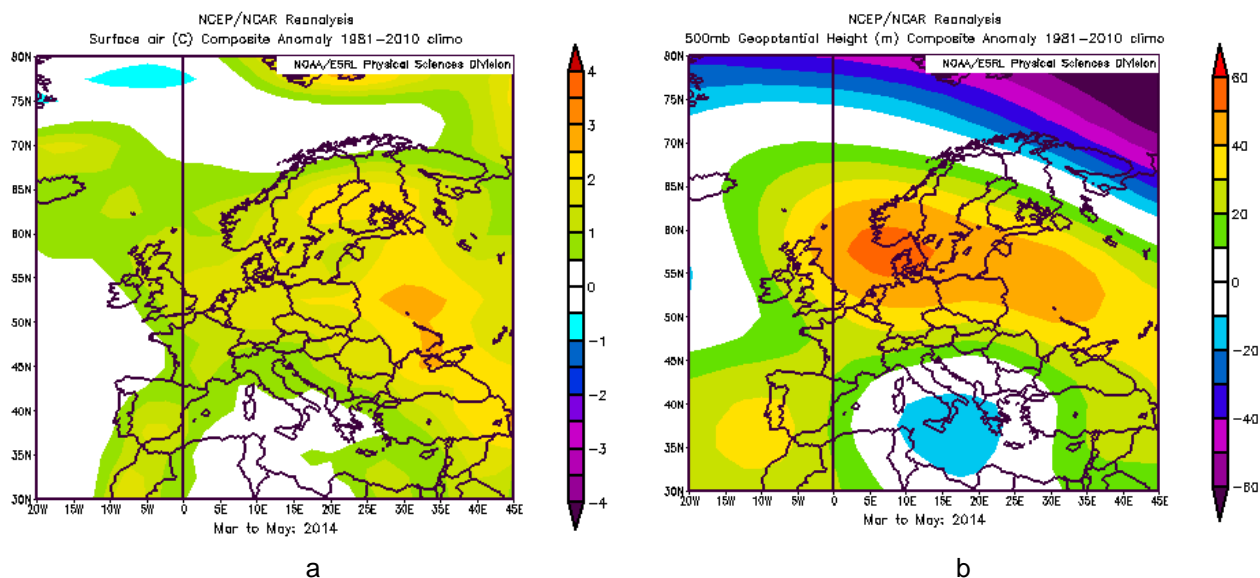 NCEP/NCAR Reanalysis
Surface air (C) Composite Anomaly 1981-2010 climo
NOAA/ESRL Physical Sciences Division
80N
75N
70N
65N
60N
55N
50N
45N
40N
35N
30N
20W 15W 10W 5W 0 5E 10E 15E 20E 25E 30E 35E 40E 45E
Mar to May: 2014
4
3
2
1
0
-1
-2
-3
-4
a
NCEP/NCAR Reanalysis
500mb Geopotential Height (m) Composite Anomaly 1981-2010 climo
NOAA/ESRL Physical Sciences Division
80N
75N
70N
65N
60N
55N
50N
45N
40N
35N
30N
20W 15W 10W 5W 0 5E 10E 15E 20E 25E 30E 35E 40E 45E
Mar to May: 2014
60
40
20
0
-20
-40
-60
b